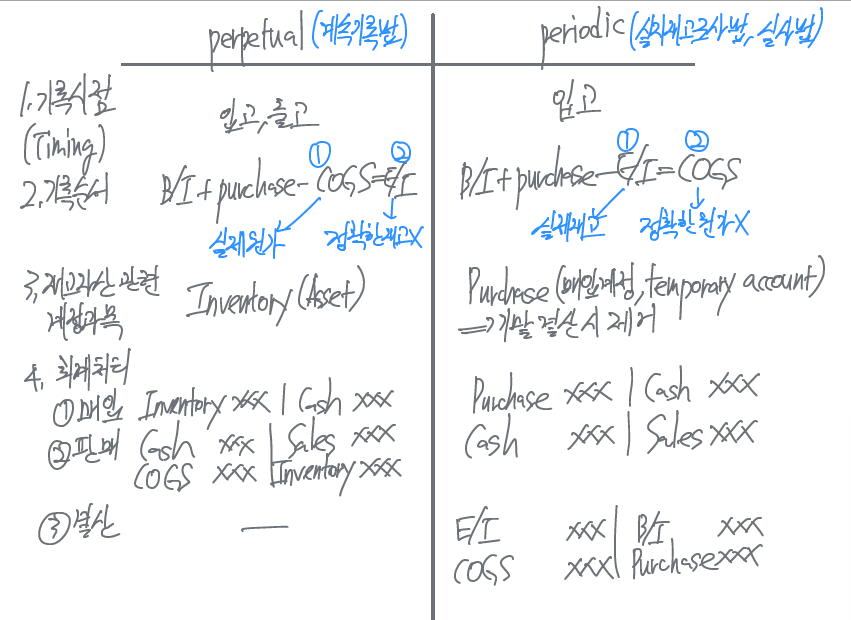 perpetual (계속기록법)
periodic (실지재고조사법, 실사법)
1. 기록시점
(Timing)
입고, 출고
입고
2. 기록순서
① ②
B/I + purchase - COGS = E/I
실제원가 정확한재고X
① ②
B/I + purchase - E/I = COGS
실제재고 정확한 원가X
3. 재고자산 관련
계정과목
Inventory (Asset)
Purchase (매입계정, temporary account)
⇒ 기말 결산시 제거
4. 회계처리
① 매입 Inventory xxx | Cash xxx
Purchase xxx | Cash xxx
② 판매 Cash xxx | Sales xxx
COGS xxx | Inventory xxx
Cash xxx | Sales xxx
③ 결산 —
E/I xxx | B/I xxx
COGS xxx | Purchase xxx